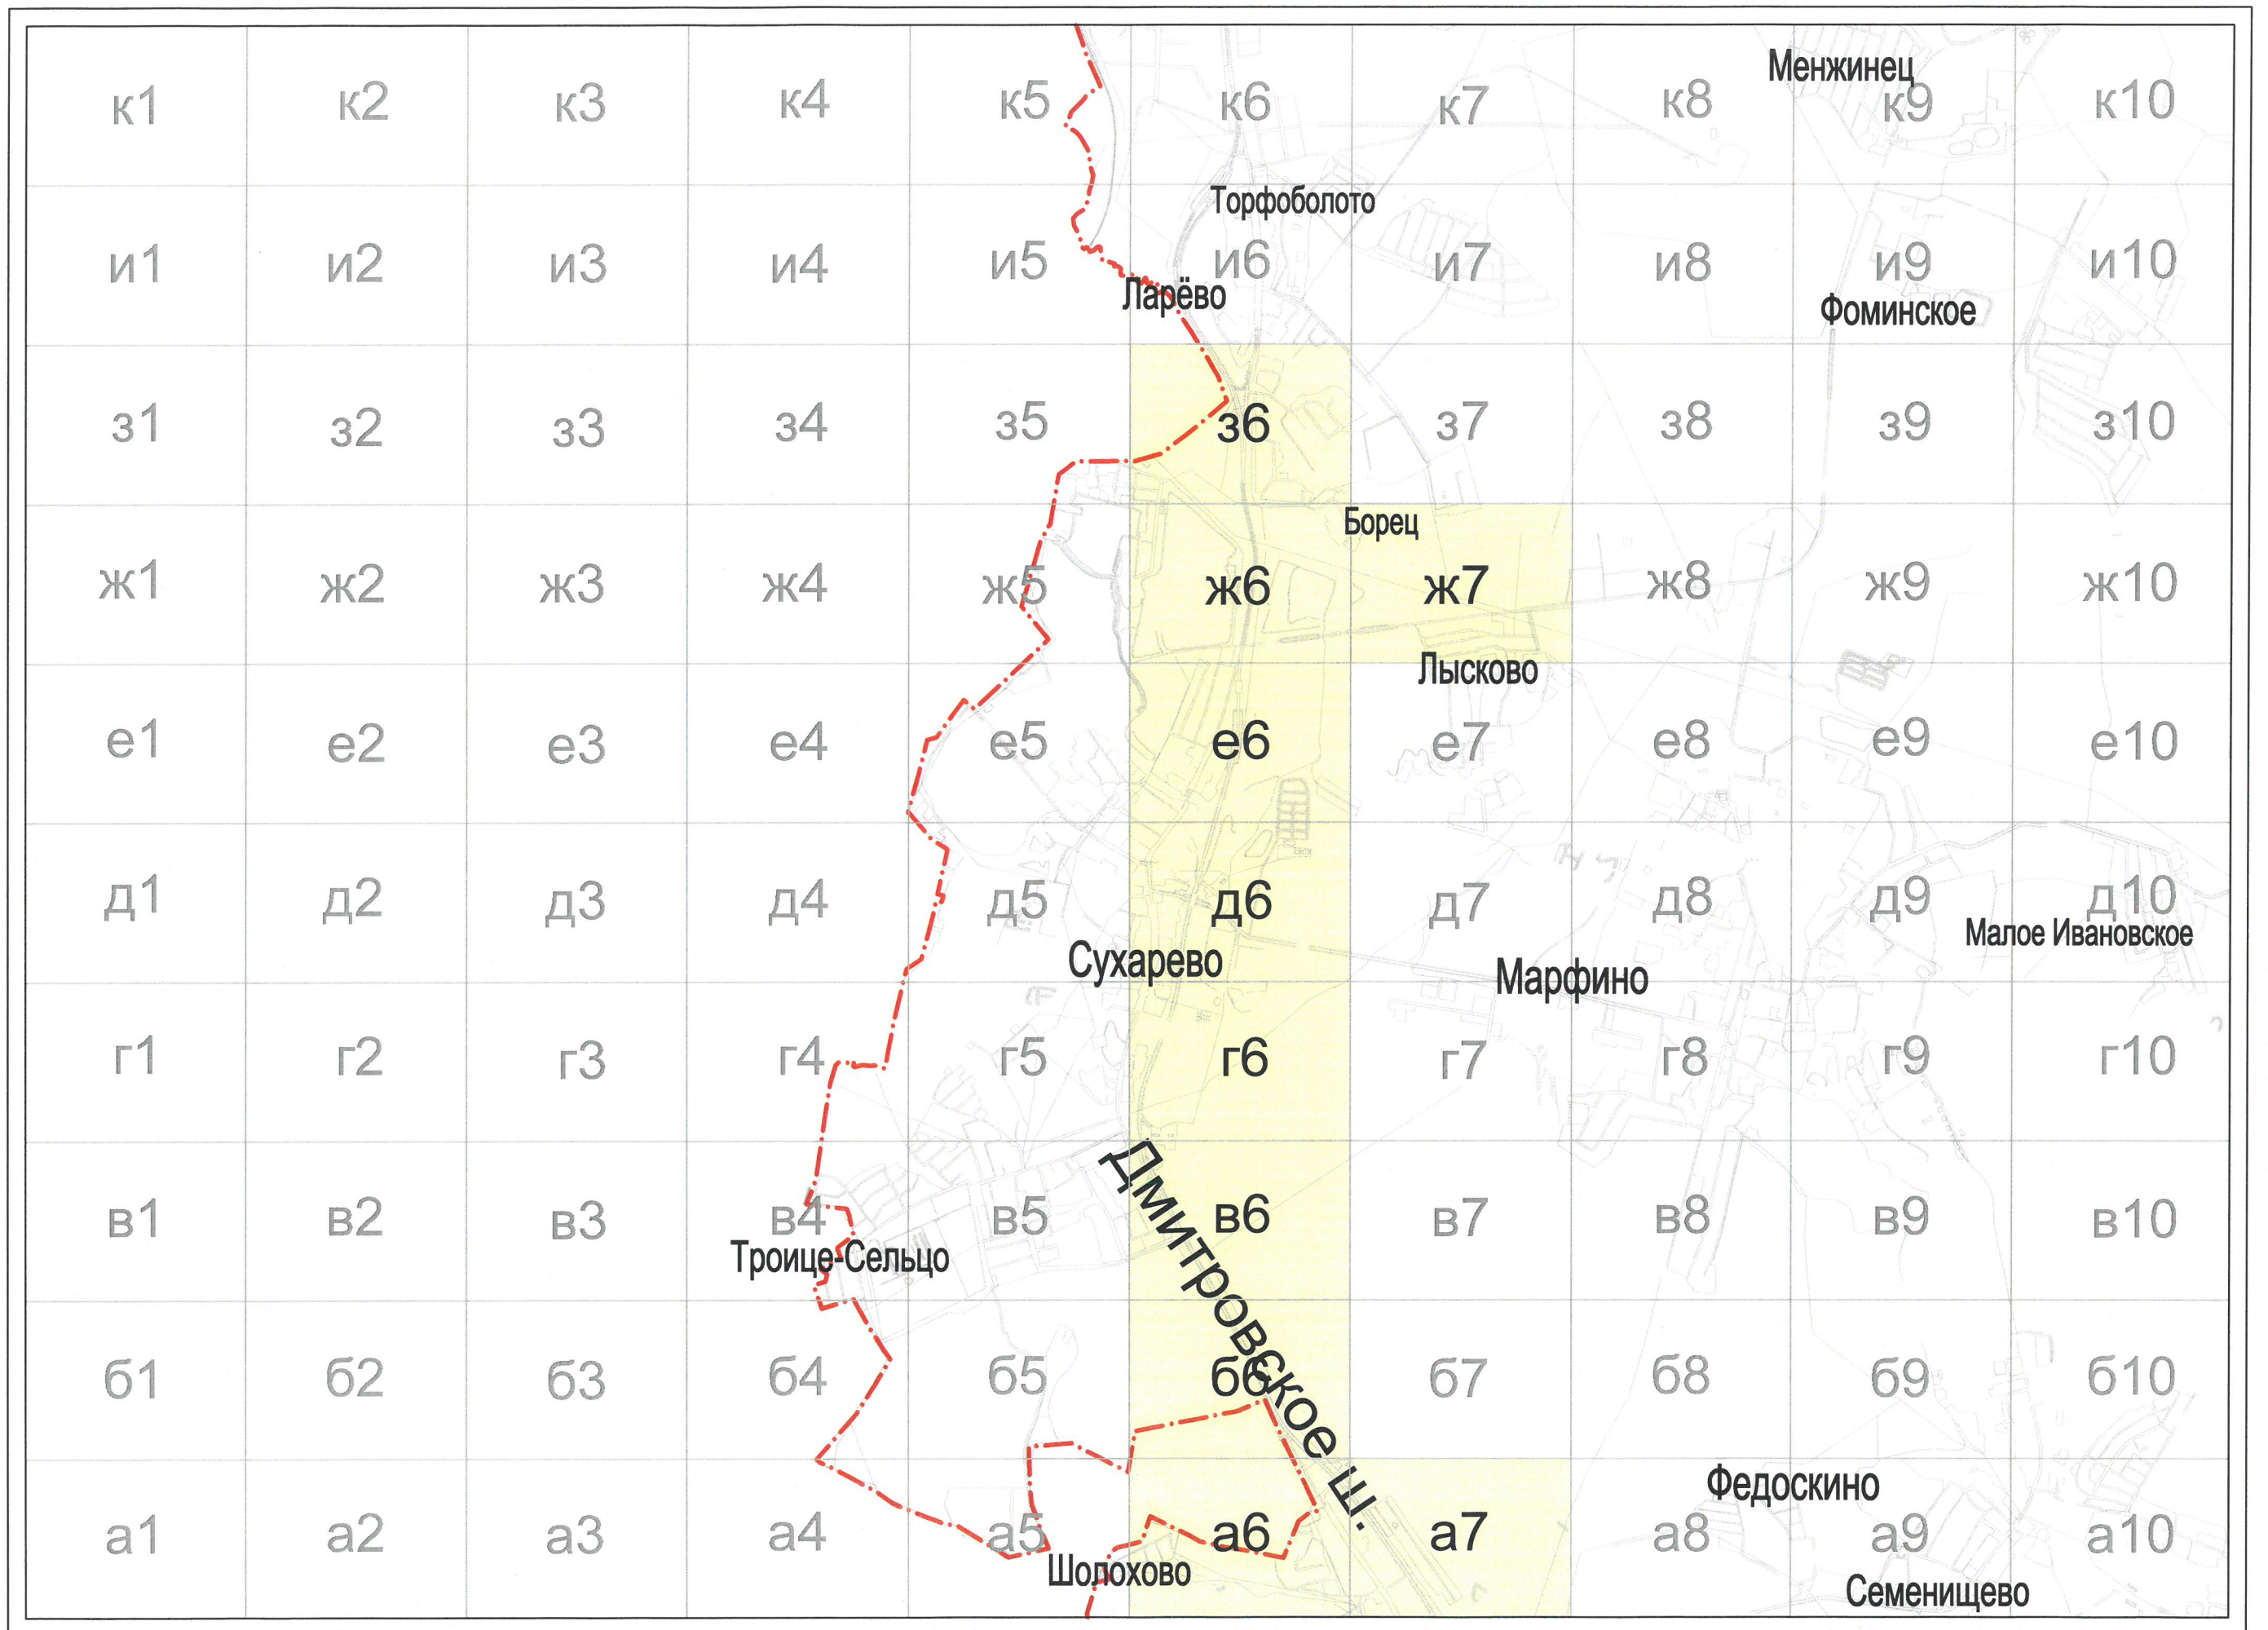 Менжинец
к1 к2 к3 к4 к5 к6 к7 к8 к9 к10
Торфоболото
и1 и2 и3 и4 и5 и6 и7 и8 и9 и10
Ларёво
Фоминское
з1 з2 з3 з4 з5 з6 з7 з8 з9 з10
Борец
ж1 ж2 ж3 ж4 ж5 ж6 ж7 ж8 ж9 ж10
Лысково
е1 е2 е3 е4 е5 е6 е7 е8 е9 е10
д1 д2 д3 д4 д5 д6 д7 д8 д9 д10
Малое Ивановское
Сухарево
Марфино
г1 г2 г3 г4 г5 г6 г7 г8 г9 г10
Дмитровское ш.
в1 в2 в3 в4 в5 в6 в7 в8 в9 в10
Троице-Сельцо
б1 б2 б3 б4 б5 б6 б7 б8 б9 б10
Федоскино
а1 а2 а3 а4 а5 а6 а7 а8 а9 а10
Шолохово
Семенищево